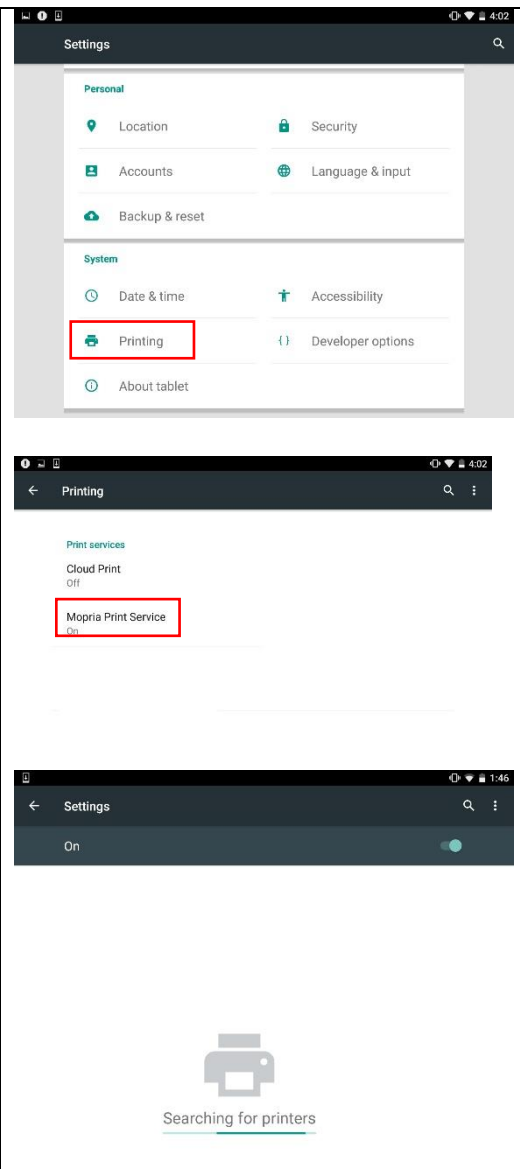 4:02
Settings
Personal
Location Security
Accounts Language & input
Backup & reset
System
Date & time Accessibility
Printing { } Developer options
About tablet
4:02
Printing
Print services
Cloud Print
Off
Mopria Print Service
On
1:46
Settings
On
Searching for printers